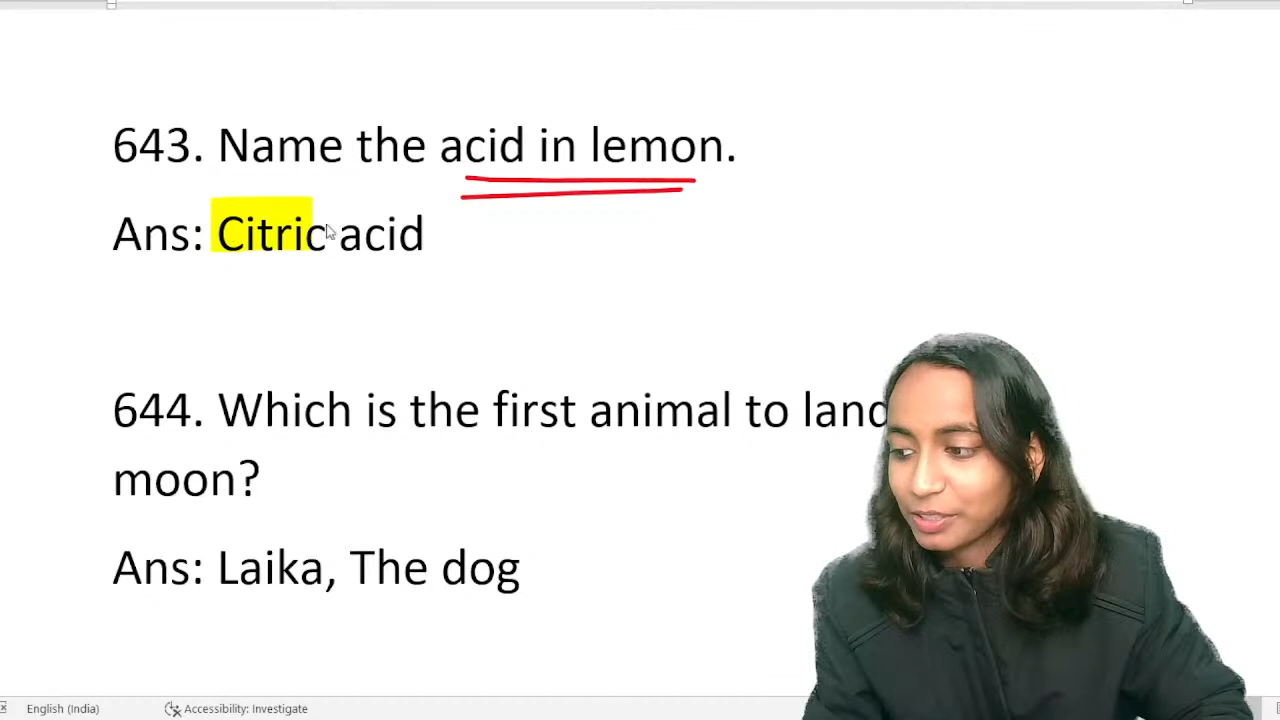 643. Name the acid in lemon.
Ans: Citric acid
644. Which is the first animal to land
moon?
Ans: Laika, The dog
English (India) Accessibility: Investigate